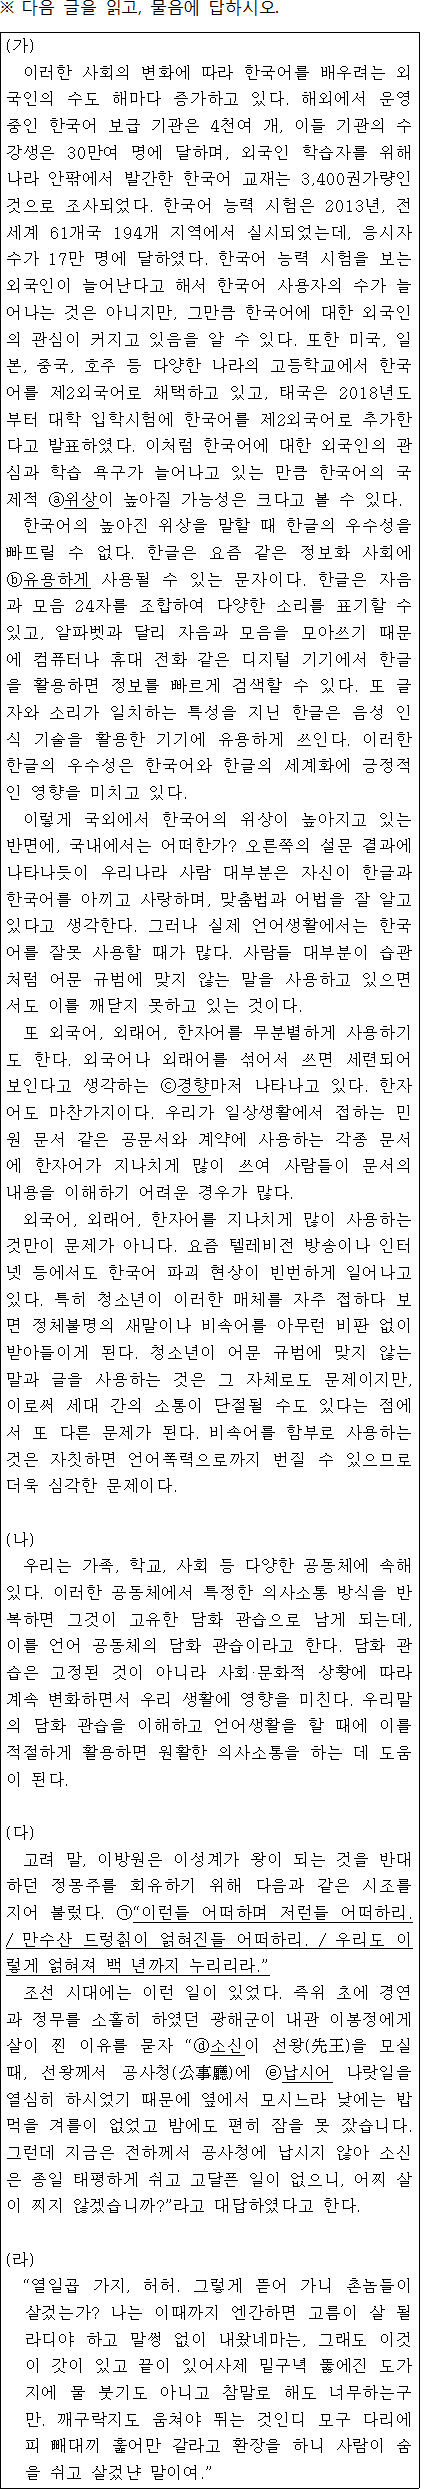 ※ 다음 글을 읽고, 물음에 답하시오.
(가)
이러한 사회의 변화에 따라 한국어를 배우려는 외
국인의 수도 해마다 증가하고 있다. 해외에서 운영
중인 한국어 보급 기관은 4천여 개, 이들 기관의 수
강생은 30만여 명에 달하며, 외국인 학습자를 위해
나라 안팎에서 발간한 한국어 교재는 3,400권가량인
것으로 조사되었다. 한국어 능력 시험은 2013년, 전
세계 61개국 194개 지역에서 실시되었는데, 응시자
수가 17만 명에 달하였다. 한국어 능력 시험을 보는
외국인이 늘어난다고 해서 한국어 사용자의 수가 늘
어나는 것은 아니지만, 그만큼 한국어에 대한 외국인
의 관심이 커지고 있음을 알 수 있다. 또한 미국, 일
본, 중국, 호주 등 다양한 나라의 고등학교에서 한국
어를 제2외국어로 채택하고 있고, 태국은 2018년도
부터 대학 입학시험에 한국어를 제2외국어로 추가한
다고 발표하였다. 이처럼 한국어에 대한 외국인의 관
심과 학습 욕구가 늘어나고 있는 만큼 한국어의 국
제적 ⓐ위상이 높아질 가능성은 크다고 볼 수 있다.
한국어의 높아진 위상을 말할 때 한글의 우수성을
빠뜨릴 수 없다. 한글은 요즘 같은 정보화 사회에
ⓑ유용하게 사용될 수 있는 문자이다. 한글은 자음
과 모음 24자를 조합하여 다양한 소리를 표기할 수
있고, 알파벳과 달리 자음과 모음을 모아쓰기 때문
에 컴퓨터나 휴대 전화 같은 디지털 기기에서 한글
을 활용하면 정보를 빠르게 검색할 수 있다. 또 글
자와 소리가 일치하는 특성을 지닌 한글은 음성 인
식 기술을 활용한 기기에 유용하게 쓰인다. 이러한
한글의 우수성은 한국어와 한글의 세계화에 긍정적
인 영향을 미치고 있다.
이렇게 국외에서 한국어의 위상이 높아지고 있는
반면에, 국내에서는 어떠한가? 오른쪽의 설문 결과에
나타나듯이 우리나라 사람 대부분은 자신이 한글과
한국어를 아끼고 사랑하며, 맞춤법과 어법을 잘 알고
있다고 생각한다. 그러나 실제 언어생활에서는 한국
어를 잘못 사용할 때가 많다. 사람들 대부분이 습관
처럼 어문 규범에 맞지 않는 말을 사용하고 있으면
서도 이를 깨닫지 못하고 있는 것이다.
또 외국어, 외래어, 한자어를 무분별하게 사용하기
도 한다. 외국어나 외래어를 섞어서 쓰면 세련되어
보인다고 생각하는 ⓒ경향마저 나타나고 있다. 한자
어도 마찬가지이다. 우리가 일상생활에서 접하는 민
원 문서 같은 공문서와 계약에 사용하는 각종 문서
에 한자어가 지나치게 많이 쓰여 사람들이 문서의
내용을 이해하기 어려운 경우가 많다.
외국어, 외래어, 한자어를 지나치게 많이 사용하는
것만이 문제가 아니다. 요즘 텔레비전 방송이나 인터
넷 등에서도 한국어 파괴 현상이 빈번하게 일어나고
있다. 특히 청소년이 이러한 매체를 자주 접하다 보
면 정체불명의 새말이나 비속어를 아무런 비판 없이
받아들이게 된다. 청소년이 어문 규범에 맞지 않는
말과 글을 사용하는 것은 그 자체로도 문제이지만,
이로써 세대 간의 소통이 단절될 수도 있다는 점에
서 또 다른 문제가 된다. 비속어를 함부로 사용하는
것은 자칫하면 언어폭력으로까지 번질 수 있으므로
더욱 심각한 문제이다.
(나)
우리는 가족, 학교, 사회 등 다양한 공동체에 속해
있다. 이러한 공동체에서 특정한 의사소통 방식을 반
복하면 그것이 고유한 담화 관습으로 남게 되는데,
이를 언어 공동체의 담화 관습이라고 한다. 담화 관
습은 고정된 것이 아니라 사회·문화적 상황에 따라
계속 변화하면서 우리 생활에 영향을 미친다. 우리말
의 담화 관습을 이해하고 언어생활을 할 때에 이를
적절하게 활용하면 원활한 의사소통을 하는 데 도움
이 된다.
(다)
고려 말, 이방원은 이성계가 왕이 되는 것을 반대
하던 정몽주를 회유하기 위해 다음과 같은 시조를
지어 불렀다. ㉠“이런들 어떠하며 저런들 어떠하리.
/ 만수산 드렁칡이 얽혀진들 어떠하리. / 우리도 이
렇게 얽혀져 백 년까지 누리리라.”
조선 시대에는 이런 일이 있었다. 즉위 초에 경연
과 정무를 소홀히 하였던 광해군이 내관 이봉정에게
살이 찐 이유를 묻자 “ⓓ소신이 선왕(先王)을 모실
때, 선왕께서 공사청(公事廳)에 ⓔ납시어 나랏일을
열심히 하시었기 때문에 옆에서 모시느라 낮에는 밥
먹을 겨를이 없었고 밤에도 편히 잠을 못 잤습니다.
그런데 지금은 전하께서 공사청에 납시지 않아 소신
은 종일 태평하게 쉬고 고달픈 일이 없으니, 어찌 살
이 찌지 않겠습니까?”라고 대답하였다고 한다.
(라)
“열일곱 가지, 허허. 그렇게 뜯어 가니 촌놈들이
살겄는가? 나는 이때까지 엔간하면 고름이 살 될
라디야 하고 말썽 없이 내왔네마는, 그래도 이것
이 갓이 있고 끝이 있어사제 밑구녁 뚫에진 도가
지에 물 붓기도 아니고 참말로 해도 너무하는구
만. 깨구락지도 움쳐야 뛰는 것인디 모구 다리에
피 빼대끼 훑어만 갈라고 환장을 하니 사람이 숨
을 쉬고 살겄냔 말이여.”